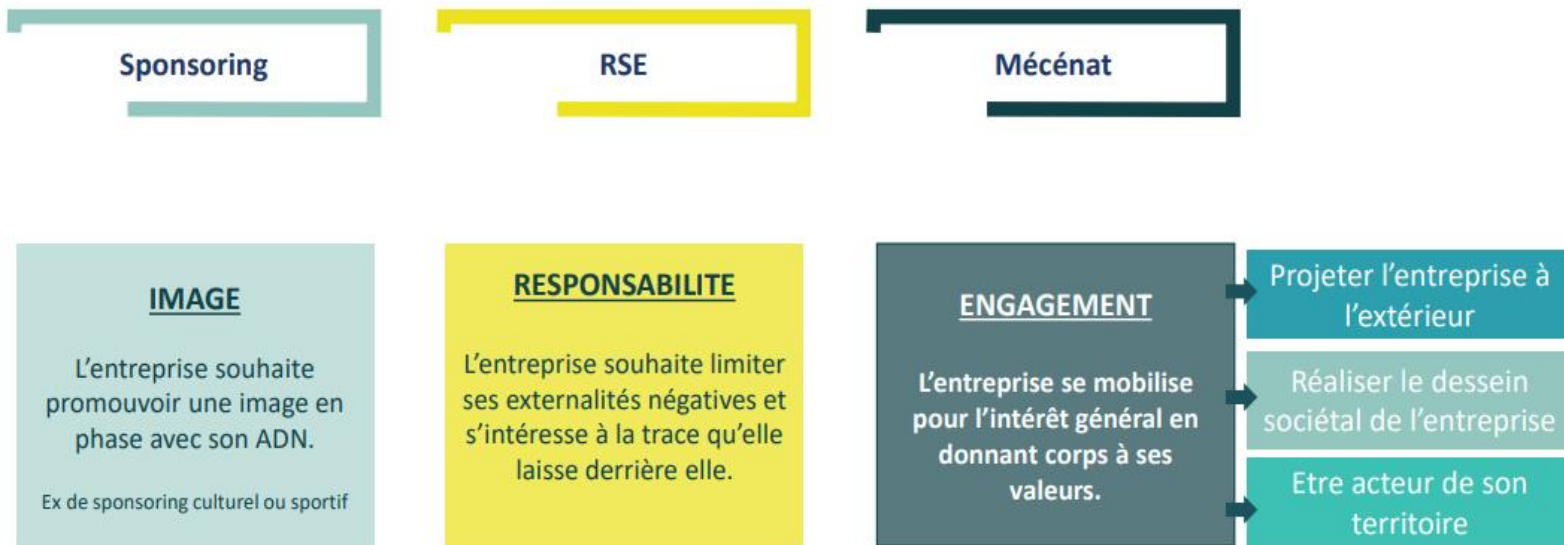 Sponsoring
RSE
Mécénat
IMAGE
L'entreprise souhaite
promouvoir une image en
phase avec son ADN.
Ex de sponsoring culturel ou sportif
RESPONSABILITE
L'entreprise souhaite limiter
ses externalités négatives et
s'intéresse à la trace qu'elle
laisse derrière elle.
ENGAGEMENT
L'entreprise se mobilise
pour l'intérêt général en
donnant corps à ses
valeurs.
Projeter l'entreprise à
l'extérieur
Réaliser le dessein
sociétal de l'entreprise
Etre acteur de son
territoire